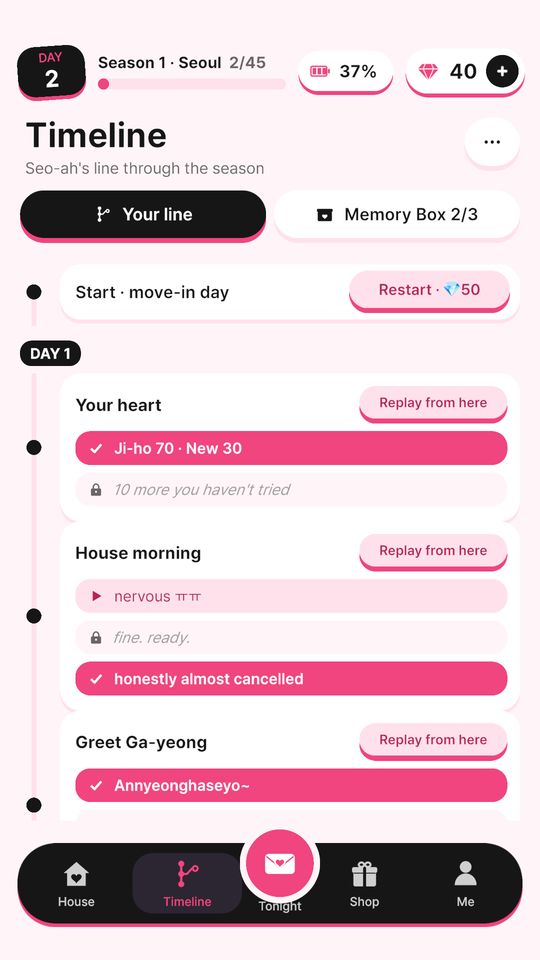 DAY
2
Season 1 · Seoul 2/45
37%
40
+
Timeline
...
Seo-ah's line through the season
Your line
Memory Box 2/3
Start · move-in day
Restart · 💎50
DAY 1
Your heart
Replay from here
Ji-ho 70 · New 30
10 more you haven't tried
House morning
Replay from here
nervous ㅠㅠ
fine. ready.
honestly almost cancelled
Greet Ga-yeong
Replay from here
Annyeonghaseyo~
House
Timeline
Tonight
Shop
Me